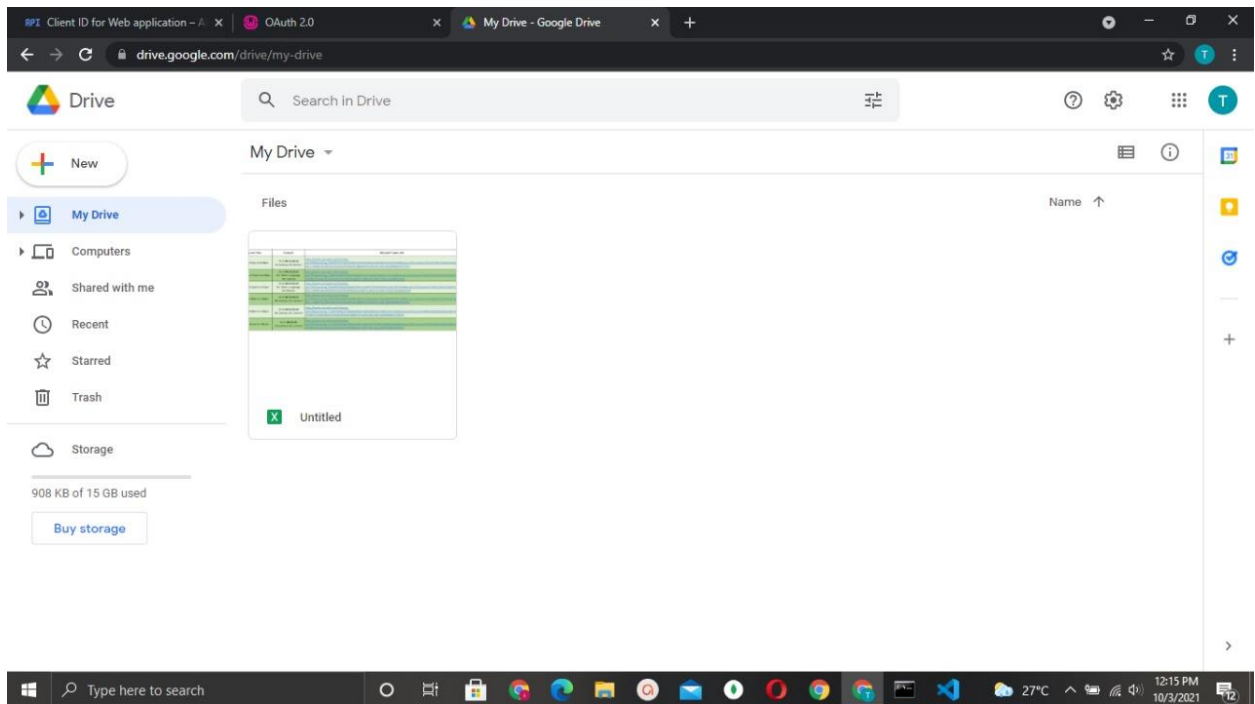 RPI Client ID for Web application – A
OAuth 2.0
My Drive - Google Drive
drive.google.com/drive/my-drive
Drive
Search in Drive
T
New
My Drive
My Drive
Computers
Shared with me
Recent
Starred
Trash
Storage
908 KB of 15 GB used
Buy storage
Files
Name
X Untitled
31
Type here to search
27°C
12:15 PM
10/3/2021
12